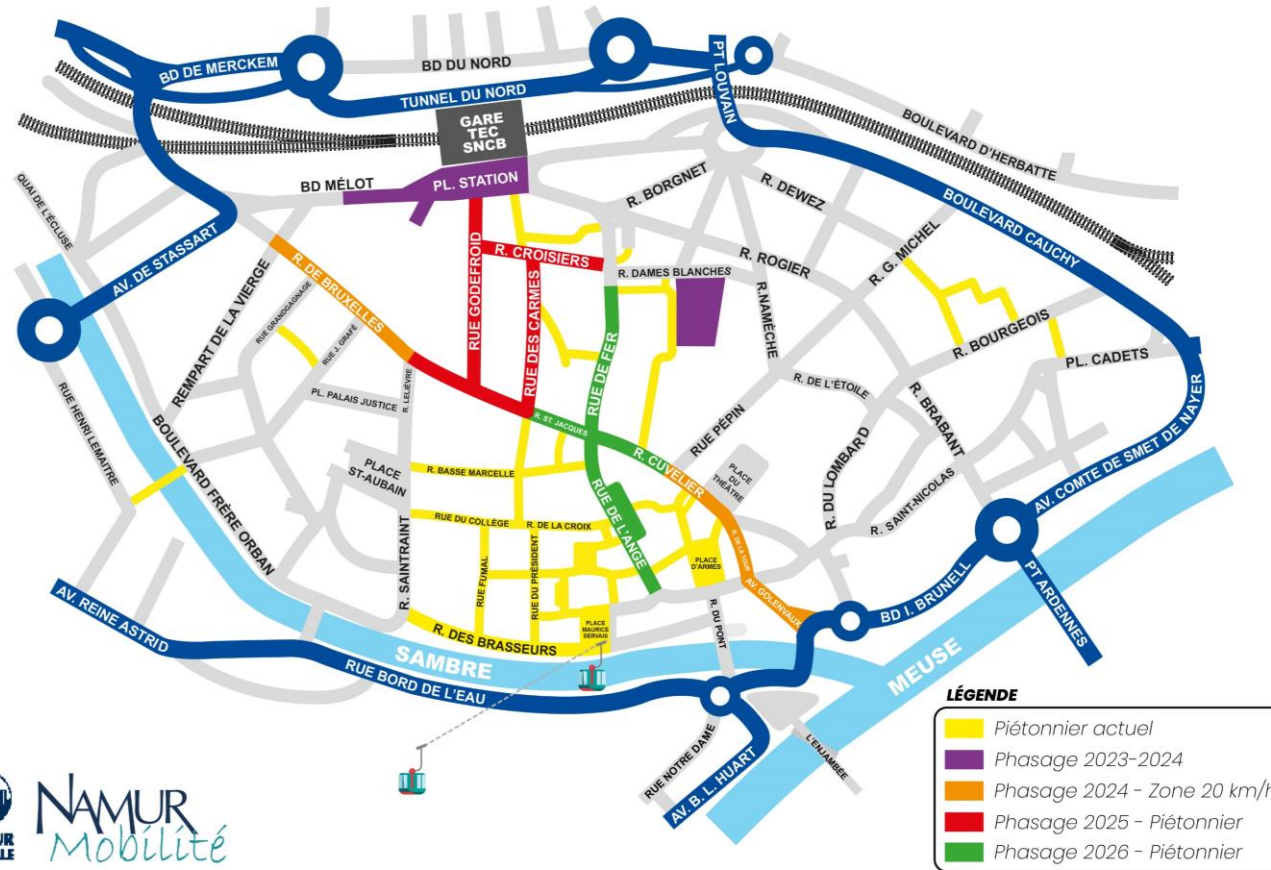 BD DE MERCKEM
BD DU NORD
TUNNEL DU NORD
PT LOUVAIN
GARE
TEC
SNCB
BOULEVARD D'HERBATTE
BD MÉLOT
PL. STATION
R. BORGNET
R. DEWEZ
BOULEVARD CAUCHY
QUAI DE L'ÉCLUSE
AV. DE STASSART
R. DE BRUXELLES
RUE GODEFROID
R. CROISIERS
RUE DES CARMES
R. DAMES BLANCHES
R. ROGIER
R. G. MICHEL
REMPART DE LA VIERGE
RUE GRANDGAGNAGE
RUE J. GRAFÉ
RUE DE FER
R.NAMÈCHE
R. BOURGEOIS
PL. CADETS
RUE HENRI LEMAITRE
PL. PALAIS JUSTICE
R. LELIÈVRE
R. ST. JACQUES
R. DE L'ÉTOILE
RUE PÉPIN
R. BRABANT
BOULEVARD FRÈRE ORBAN
PLACE
ST-AUBAIN
R. BASSE MARCELLE
R. CUVELIER
PLACE
DU
THÉÂTRE
R. DU LOMBARD
R. SAINT-NICOLAS
AV. COMTE DE SMET DE NAYER
RUE DU COLLÈGE
R. DE LA CROIX
RUE DE L'ANGE
R. DE LA TOUR
R. SAINTRAINT
RUE FUMAL
RUE DU PRÉSIDENT
PLACE
D'ARMES
AV. GOLENVAUX
BD I. BRUNELL
PT ARDENNES
AV. REINE ASTRID
R. DES BRASSEURS
PLACE
MAURICE
SERVAIS
R. DU PONT
SAMBRE
MEUSE
RUE BORD DE L'EAU
RUE NOTRE DAME
AV. B. L. HUART
L'ENJAMBÉE
LÉGENDE
Piétonnier actuel
Phasage 2023-2024
Phasage 2024 - Zone 20 km/h
Phasage 2025 - Piétonnier
Phasage 2026 - Piétonnier
NAMUR
Mobilité